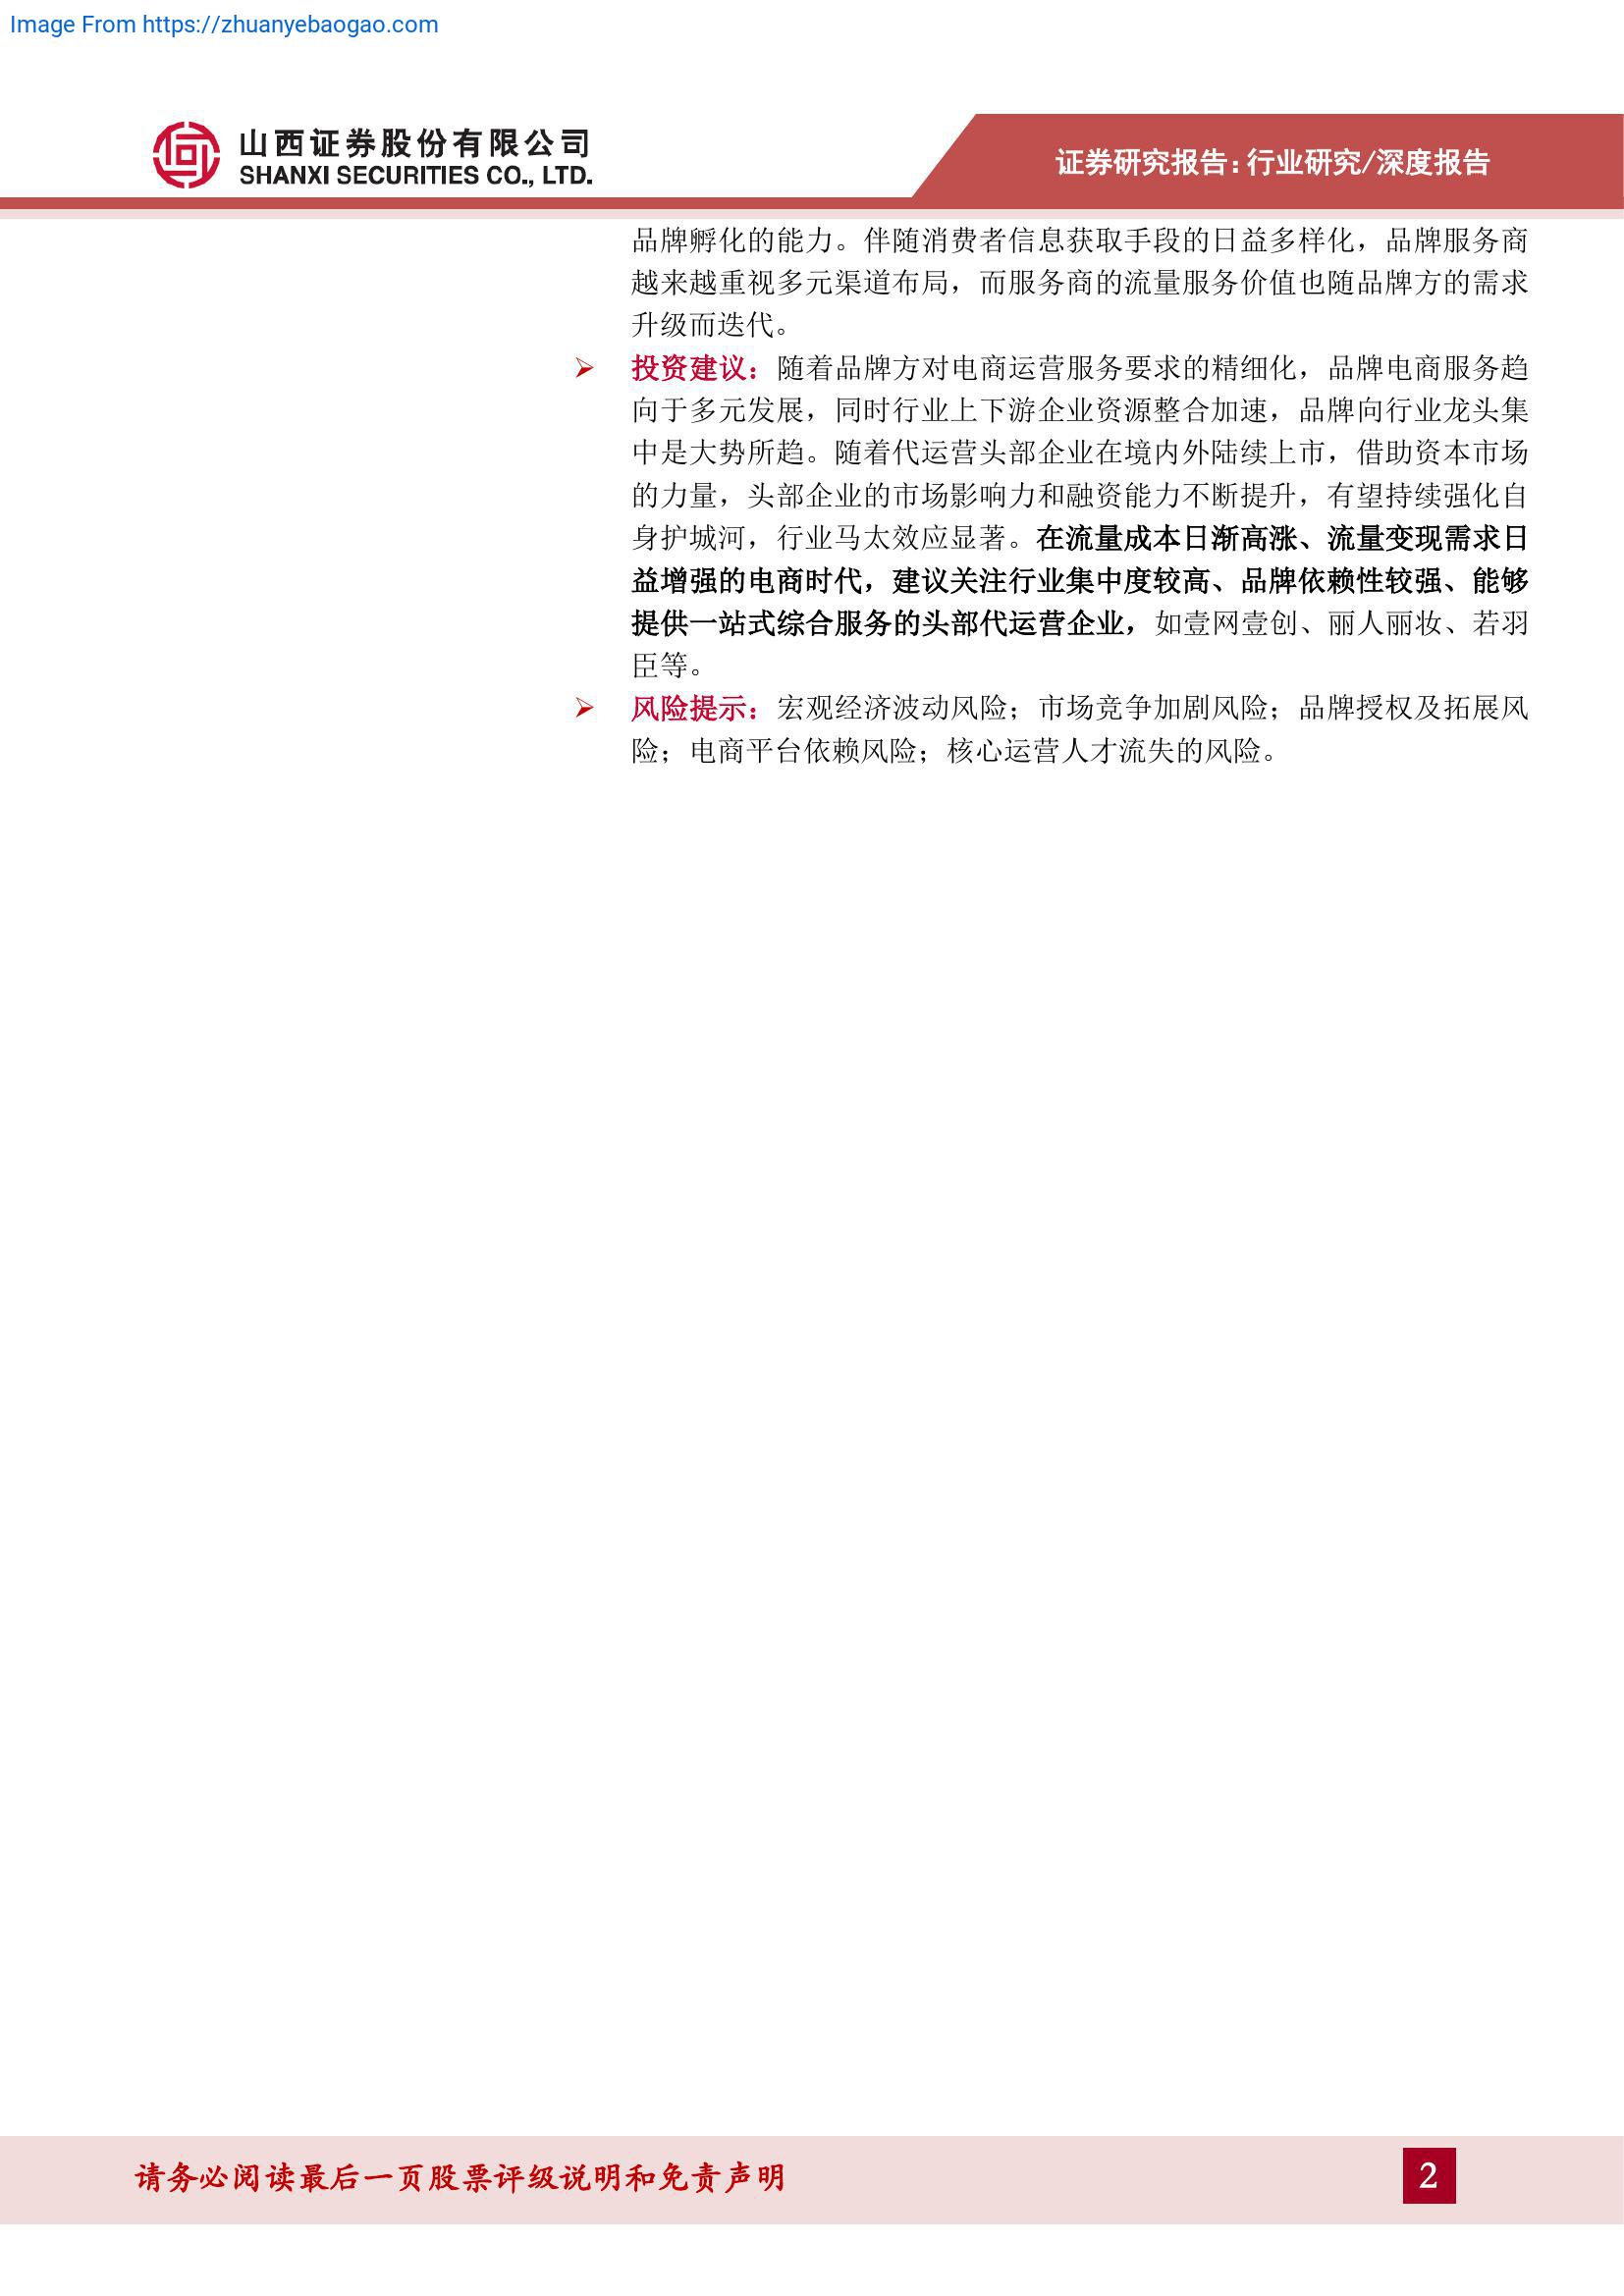 Image From https://zhuanyebaogao.com
山西证券股份有限公司
SHANXI SECURITIES CO., LTD.
证券研究报告:行业研究/深度报告
品牌孵化的能力。伴随消费者信息获取手段的日益多样化，品牌服务商
越来越重视多元渠道布局，而服务商的流量服务价值也随品牌方的需求
升级而迭代。
投资建议：随着品牌方对电商运营服务要求的精细化，品牌电商服务趋
向于多元发展，同时行业上下游企业资源整合加速，品牌向行业龙头集
中是大势所趋。随着代运营头部企业在境内外陆续上市，借助资本市场
的力量，头部企业的市场影响力和融资能力不断提升，有望持续强化自
身护城河，行业马太效应显著。在流量成本日渐高涨、流量变现需求日
益增强的电商时代，建议关注行业集中度较高、品牌依赖性较强、能够
提供一站式综合服务的头部代运营企业，如壹网壹创、丽人丽妆、若羽
臣等。
风险提示：宏观经济波动风险；市场竞争加剧风险；品牌授权及拓展风
险；电商平台依赖风险；核心运营人才流失的风险。
请务必阅读最后一页股票评级说明和免责声明
2